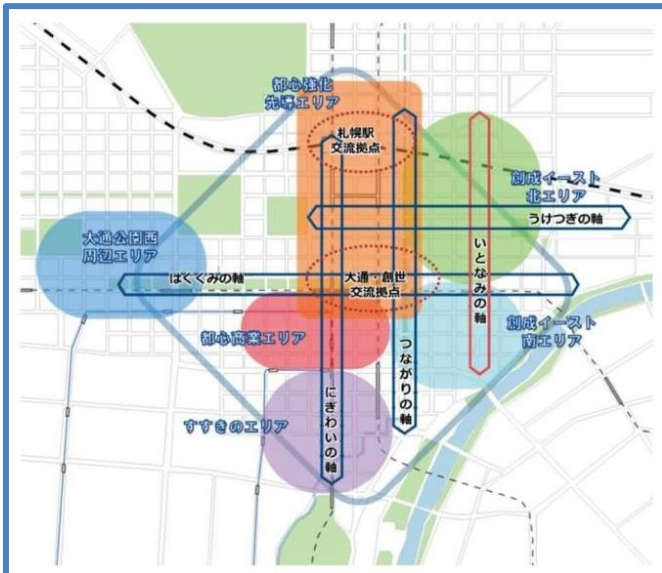 都心強化
先導エリア
札幌駅
交流拠点
創成イースト
北エリア
うけつぎの軸
大通公園西
周辺エリア
いとなみの軸
はぐくみの軸
大通・創世
交流拠点
都心商業エリア
創成イースト
南エリア
つながりの軸
にぎわいの軸
すすきのエリア